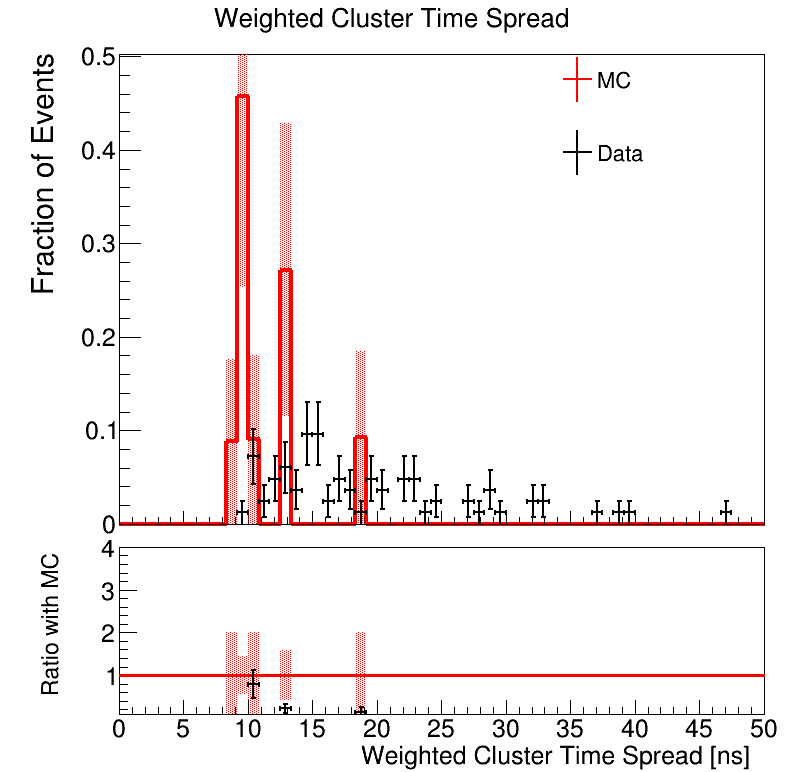 Weighted Cluster Time Spread
Fraction of Events
0.5
0.4
0.3
0.2
0.1
0
MC
Data
Ratio with MC
4
3
2
1
0 5 10 15 20 25 30 35 40 45 50
Weighted Cluster Time Spread [ns]